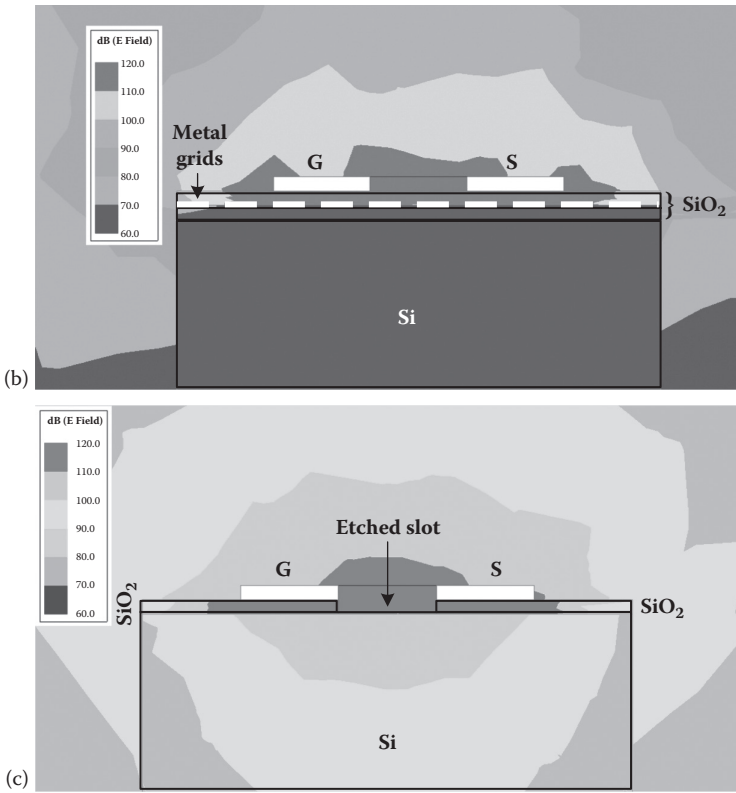 dB (E Field)
120.0
110.0
100.0
90.0
80.0
70.0
60.0
Metal
grids
G
S
} SiO2
Si
(b)
dB (E Field)
120.0
110.0
100.0
90.0
80.0
70.0
60.0
Etched slot
G
S
SiO2
SiO2
Si
(c)